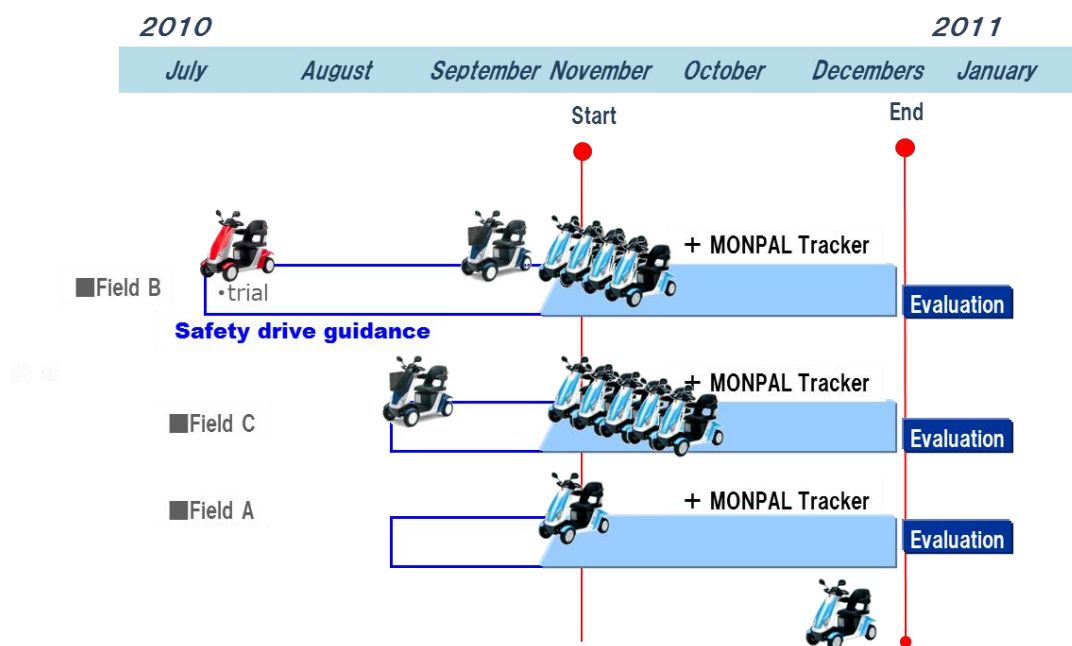 2010 2011
July August September November October Decembers January
Start End
+ MONPAL Tracker
■Field B
•trial
Evaluation
Safety drive guidance
+ MONPAL Tracker
■Field C
Evaluation
+ MONPAL Tracker
■Field A
Evaluation